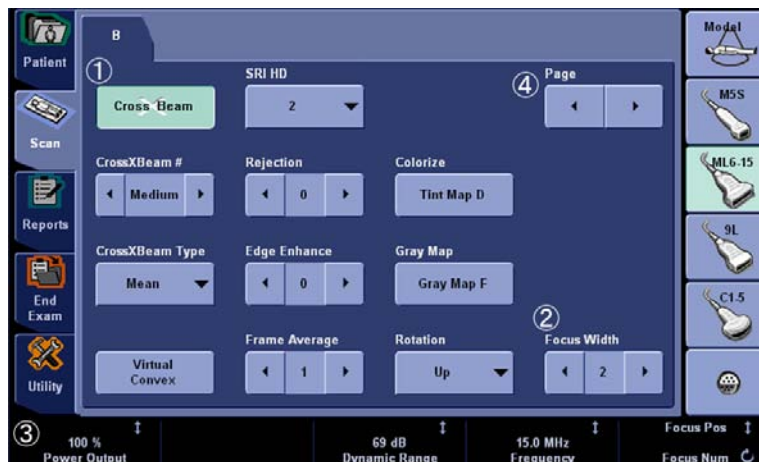 B
Patient
Scan
Reports
End
Exam
Utility
①
Cross Beam
SRI HD
2
④
Page
CrossXBeam #
Medium
Rejection
0
Colorize
Tint Map D
CrossXBeam Type
Mean
Edge Enhance
0
Gray Map
Gray Map F
Virtual
Convex
Frame Average
1
Rotation
Up
②
Focus Width
2
Model
M5S
ML6-15
9L
C1-5
③
100 %
Power Output
69 dB
Dynamic Range
15.0 MHz
Frequency
Focus Pos
Focus Num